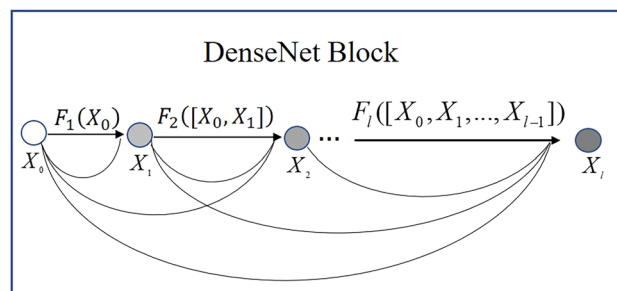 DenseNet Block
F₁(X₀) F₂([X₀, X₁]) ... Fₗ([X₀, X₁,..., Xₗ₋₁])
X₀ X₁ X₂ Xₗ